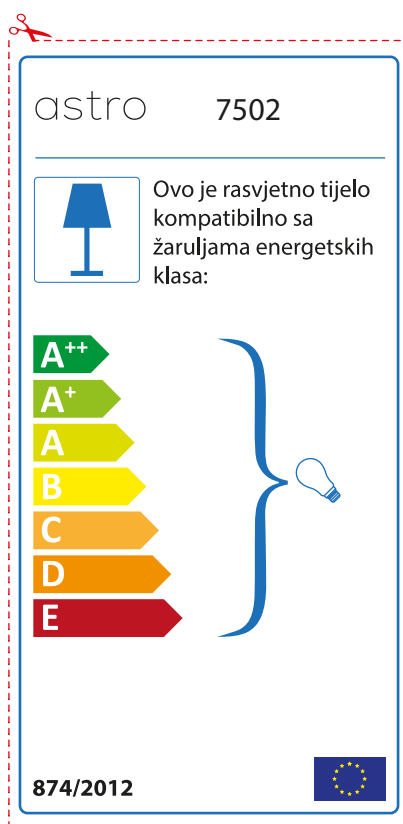 astro 7502
Ovo je rasvjetno tijelo
kompatibilno sa
žaruljama energetskih
klasa:
A++
A+
A
B
C
D
E
874/2012